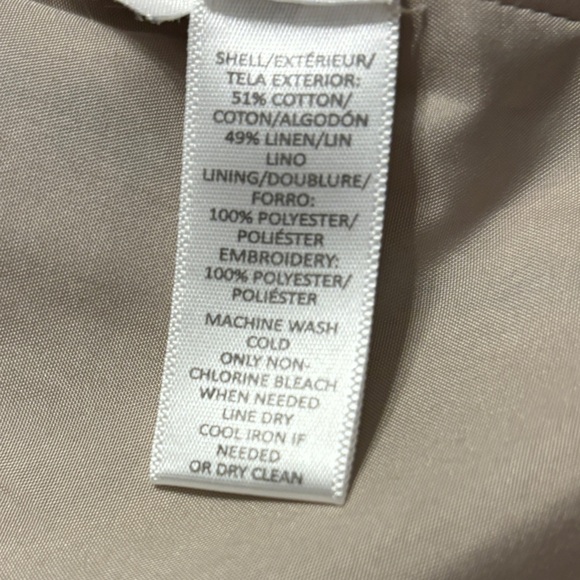 SHELL/EXTÉRIEUR/
TELA EXTERIOR:
51% COTTON/
COTON/ALGODÓN
49% LINEN/LIN
LINO
LINING/DOUBLURE/
FORRO:
100% POLYESTER/
POLIÉSTER
EMBROIDERY:
100% POLYESTER/
POLIÉSTER
MACHINE WASH
COLD
ONLY NON-
CHLORINE BLEACH
WHEN NEEDED
LINE DRY
COOL IRON IF
NEEDED
OR DRY CLEAN